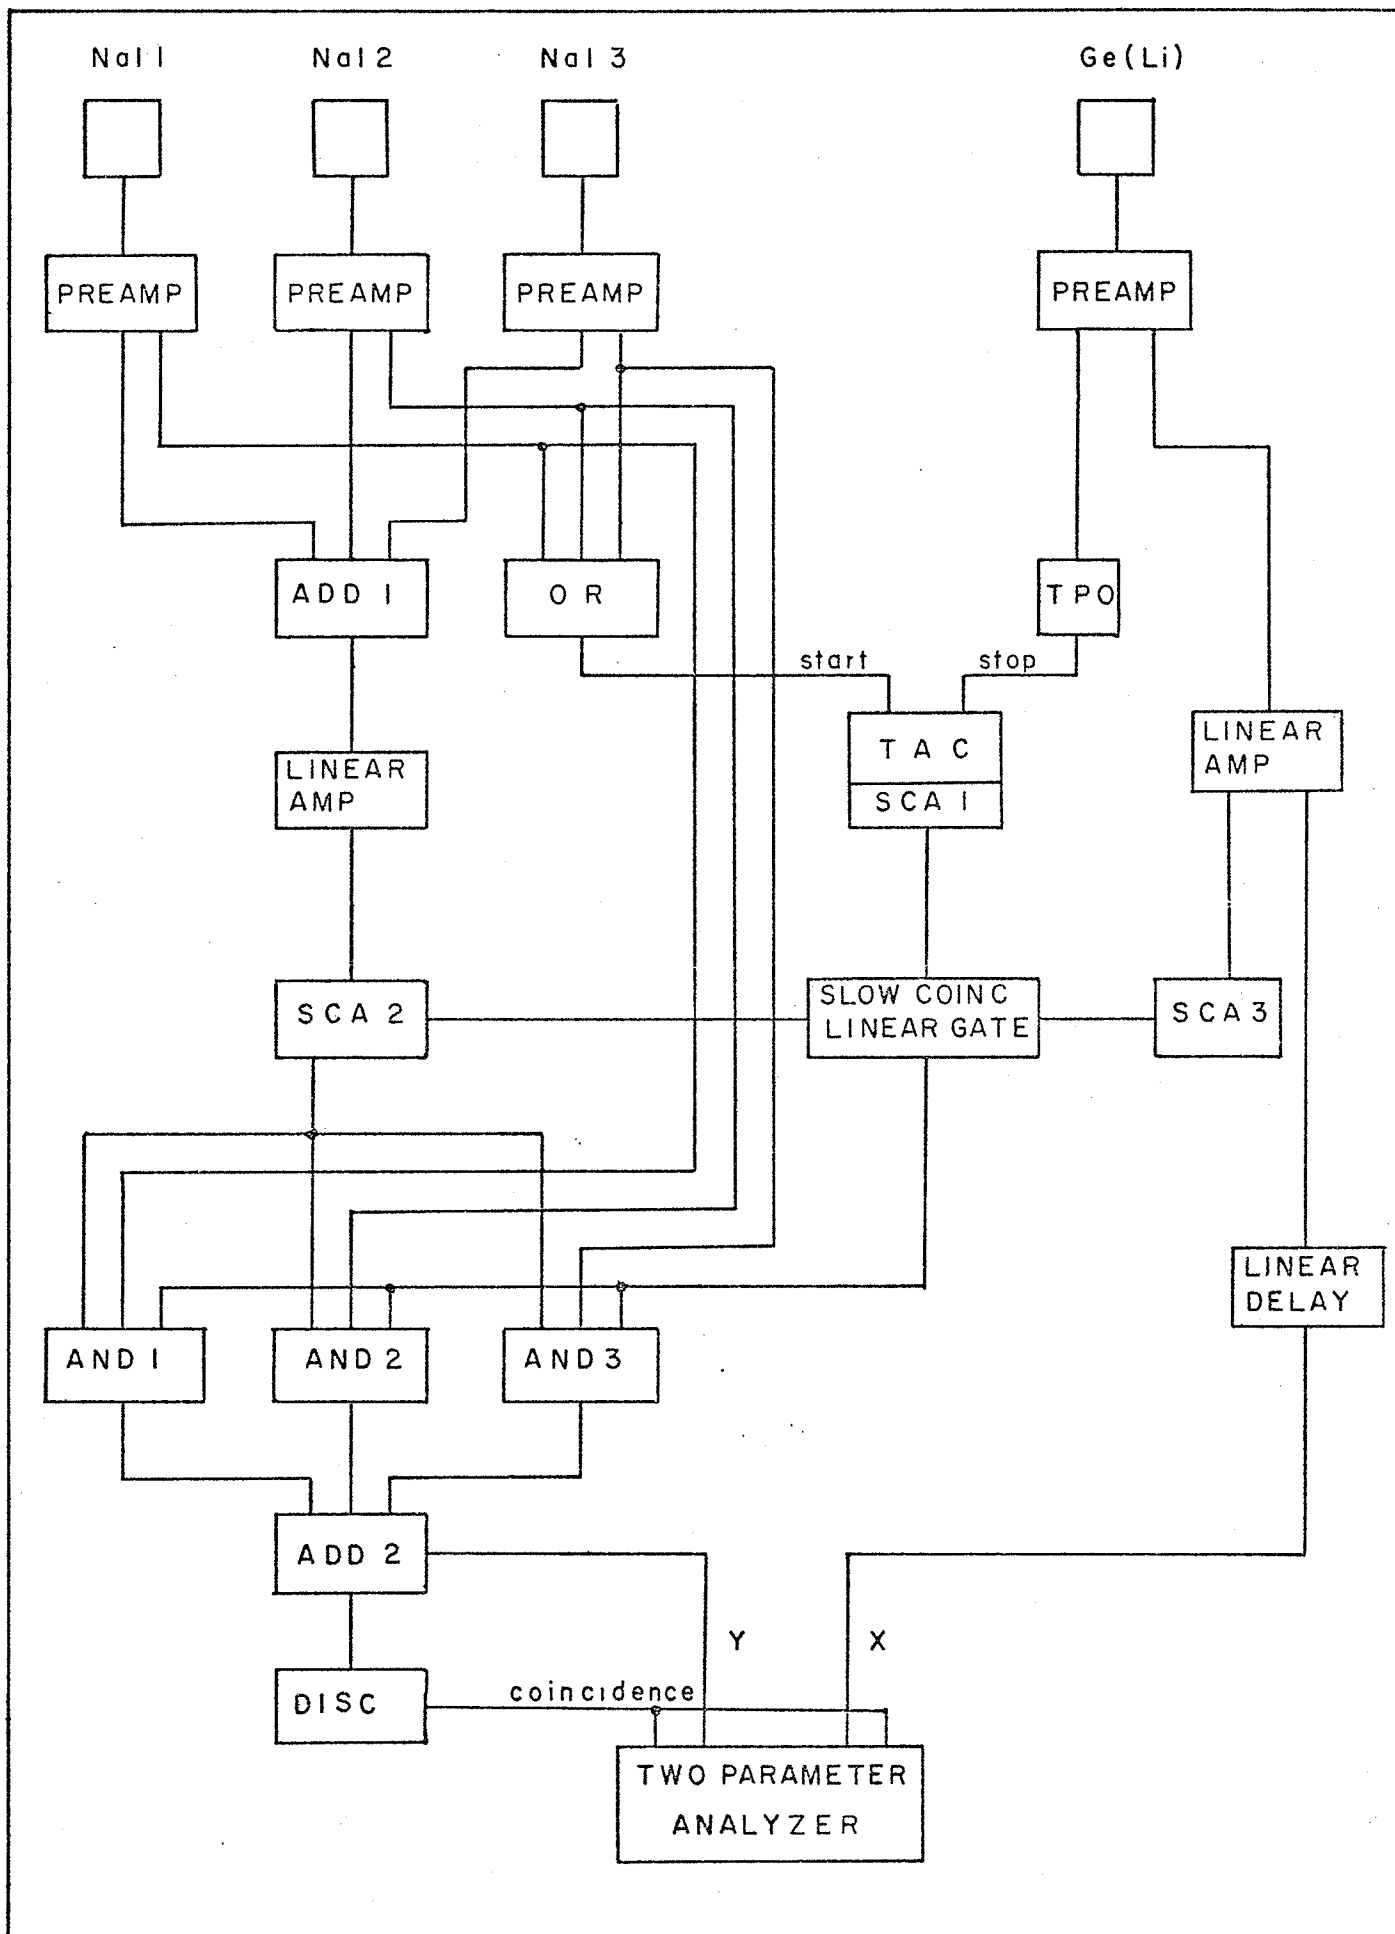 NaI 1
NaI 2
NaI 3
Ge(Li)
PREAMP
PREAMP
PREAMP
PREAMP
ADD 1
OR
TPO
start
stop
TAC
SCA 1
LINEAR
AMP
LINEAR
AMP
SCA 2
SLOW COINC
LINEAR GATE
SCA 3
LINEAR
DELAY
AND 1
AND 2
AND 3
ADD 2
Y
X
DISC
coincidence
TWO PARAMETER
ANALYZER